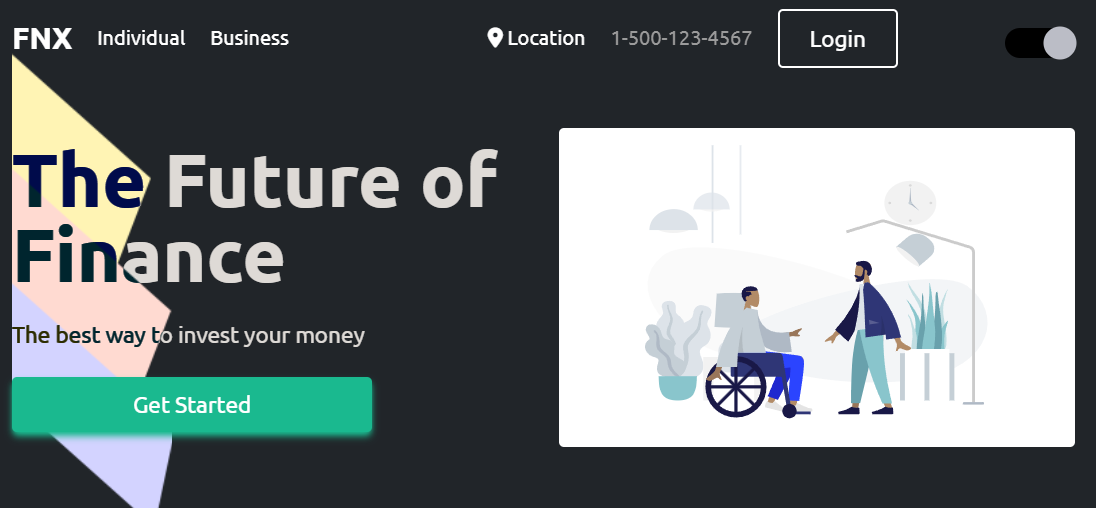 FNX Individual Business Location 1-500-123-4567 Login
The Future of
Finance
The best way to invest your money
Get Started